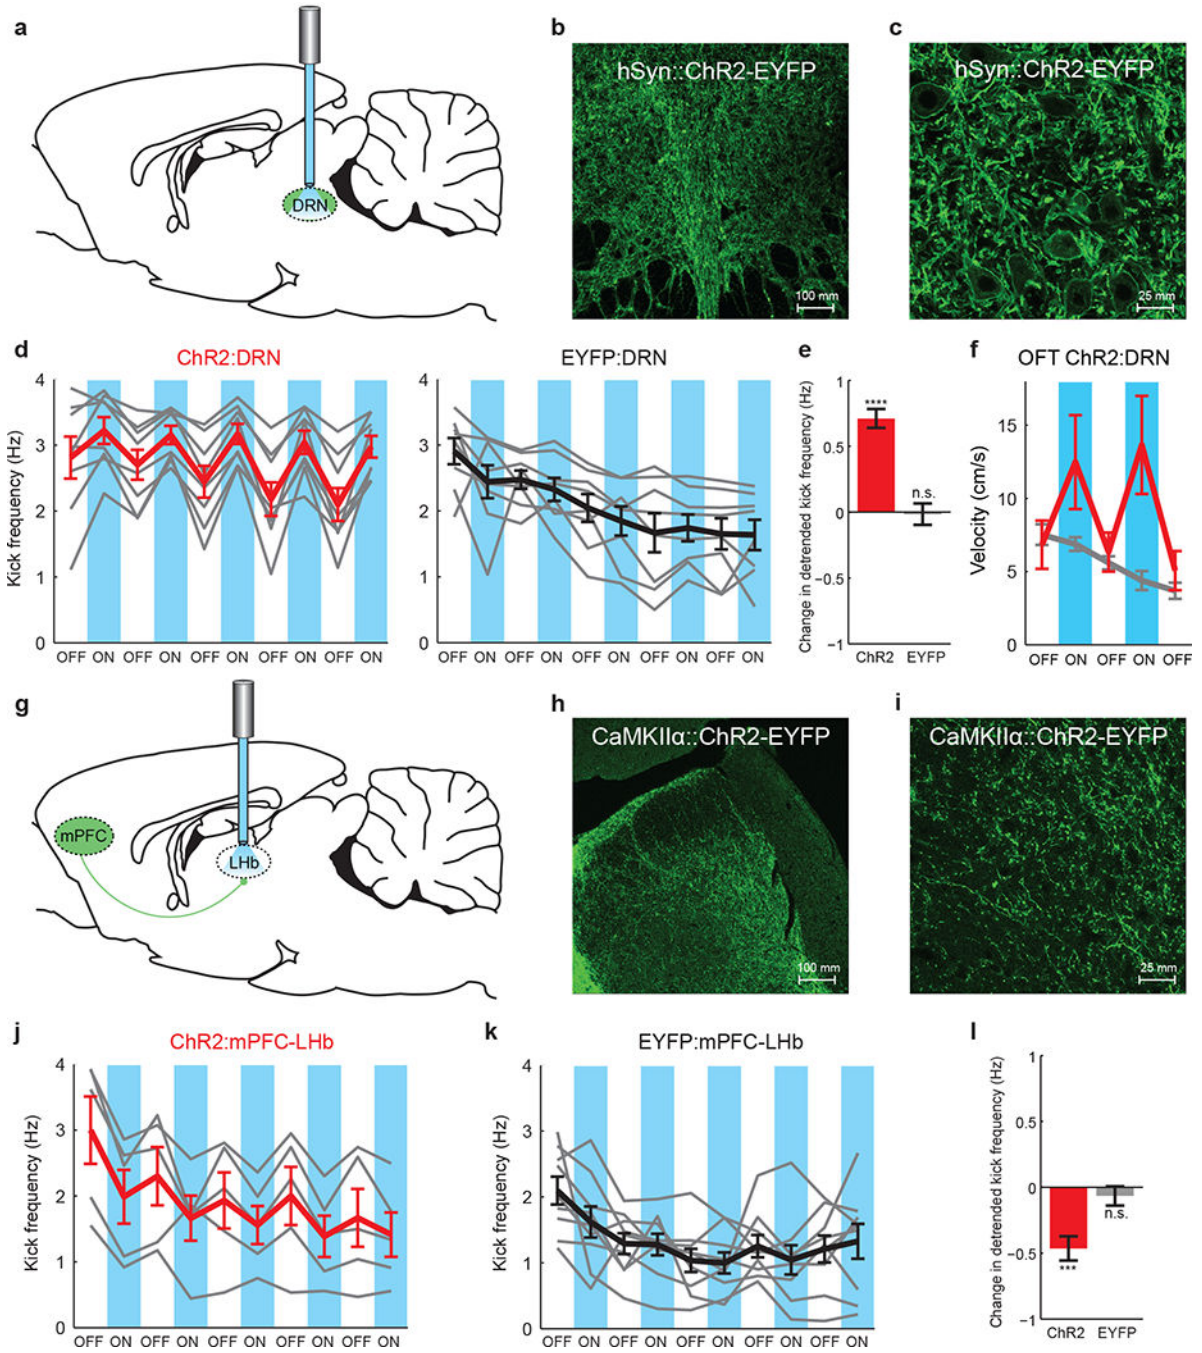 a
DRN
b
hSyn::ChR2-EYFP
100 mm
c
hSyn::ChR2-EYFP
25 mm
d
ChR2:DRN
Kick frequency (Hz)
4
3
2
1
0
OFF ON OFF ON OFF ON OFF ON OFF ON
EYFP:DRN
4
3
2
1
0
OFF ON OFF ON OFF ON OFF ON OFF ON
e
Change in detrended kick frequency (Hz)
1
0.5
0
−0.5
−1
****
n.s.
ChR2 EYFP
f
OFT ChR2:DRN
Velocity (cm/s)
15
10
5
0
OFF ON OFF ON OFF
g
mPFC
LHb
h
CaMKIIα::ChR2-EYFP
100 mm
i
CaMKIIα::ChR2-EYFP
25 mm
j
ChR2:mPFC-LHb
Kick frequency (Hz)
4
3
2
1
0
OFF ON OFF ON OFF ON OFF ON OFF ON
k
EYFP:mPFC-LHb
Kick frequency (Hz)
4
3
2
1
0
OFF ON OFF ON OFF ON OFF ON OFF ON
l
Change in detrended kick frequency (Hz)
1
0.5
0
−0.5
−1
***
n.s.
ChR2 EYFP